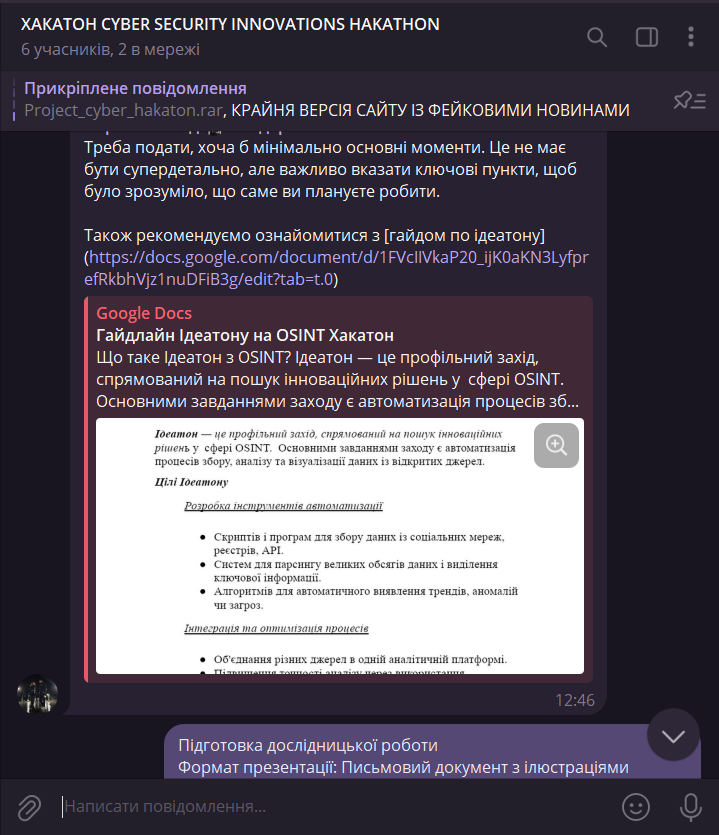 ХАКАТОН CYBER SECURITY INNOVATIONS HAKATHON
6 учасників, 2 в мережі
Прикріплене повідомлення
Project_cyber_hakaton.rar, КРАЙНЯ ВЕРСІЯ САЙТУ ІЗ ФЕЙКОВИМИ НОВИНАМИ
Треба подати, хоча б мінімально основні моменти. Це не має
бути супердетально, але важливо вказати ключові пункти, щоб
було зрозуміло, що саме ви плануєте робити.
Також рекомендуємо ознайомитися з [гайдом по ідеатону]
(https://docs.google.com/document/d/1FVcIIVkaP20_ijK0aKN3Lyfpr
efRkbhVjz1nuDFiB3g/edit?tab=t.0)
Google Docs
Гайдлайн Ідеатону на OSINT Хакатон
Що таке Ідеатон з OSINT? Ідеатон — це профільний захід,
спрямований на пошук інноваційних рішень у сфері OSINT.
Основними завданнями заходу є автоматизація процесів зб...
Ідеатон — це профільний захід, спрямований на пошук інноваційних
рішень у сфері OSINT. Основними завданнями заходу є автоматизація
процесів збору, аналізу та візуалізації даних із відкритих джерел.
Цілі Ідеатону
Розробка інструментів автоматизації
● Скриптів і програм для збору даних із соціальних мереж,
реєстрів, API.
● Систем для парсингу великих обсягів даних і виділення
ключової інформації.
● Алгоритмів для автоматичного виявлення трендів, аномалій
чи загроз.
Інтеграція та оптимізація процесів
● Об'єднання різних джерел в одній аналітичній платформі.
● Підвищення точності аналізу через використання
12:46
Підготовка дослідницької роботи
Формат презентації: Письмовий документ з ілюстраціями
Написати повідомлення...